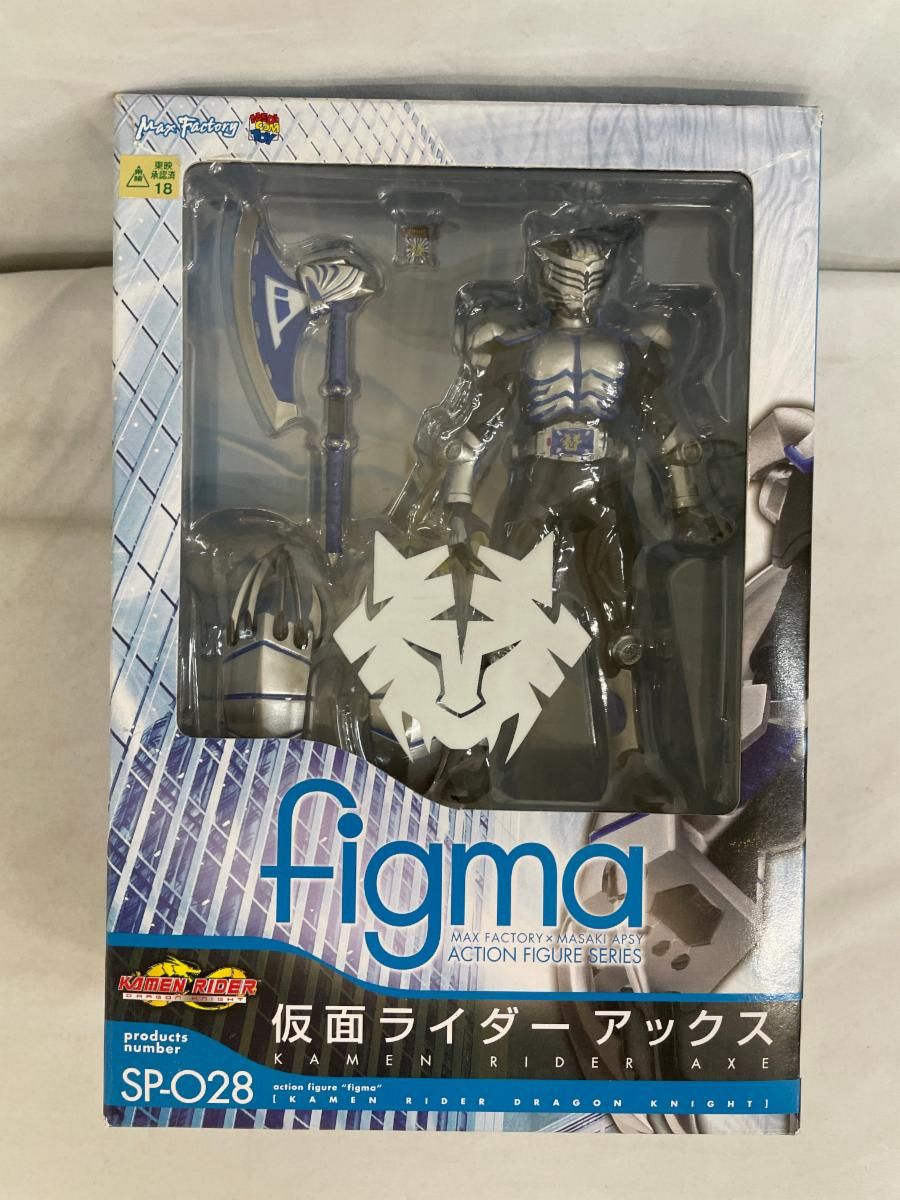 Max Factory
MEDICOM TOY
東映
承認済
18
figma
MAX FACTORY × MASAKI APSY
ACTION FIGURE SERIES
KAMEN RIDER
DRAGON KNIGHT
仮面ライダー アックス
KAMEN RIDER AXE
products
number
SP-028
action figure "figma"
[KAMEN RIDER DRAGON KNIGHT]